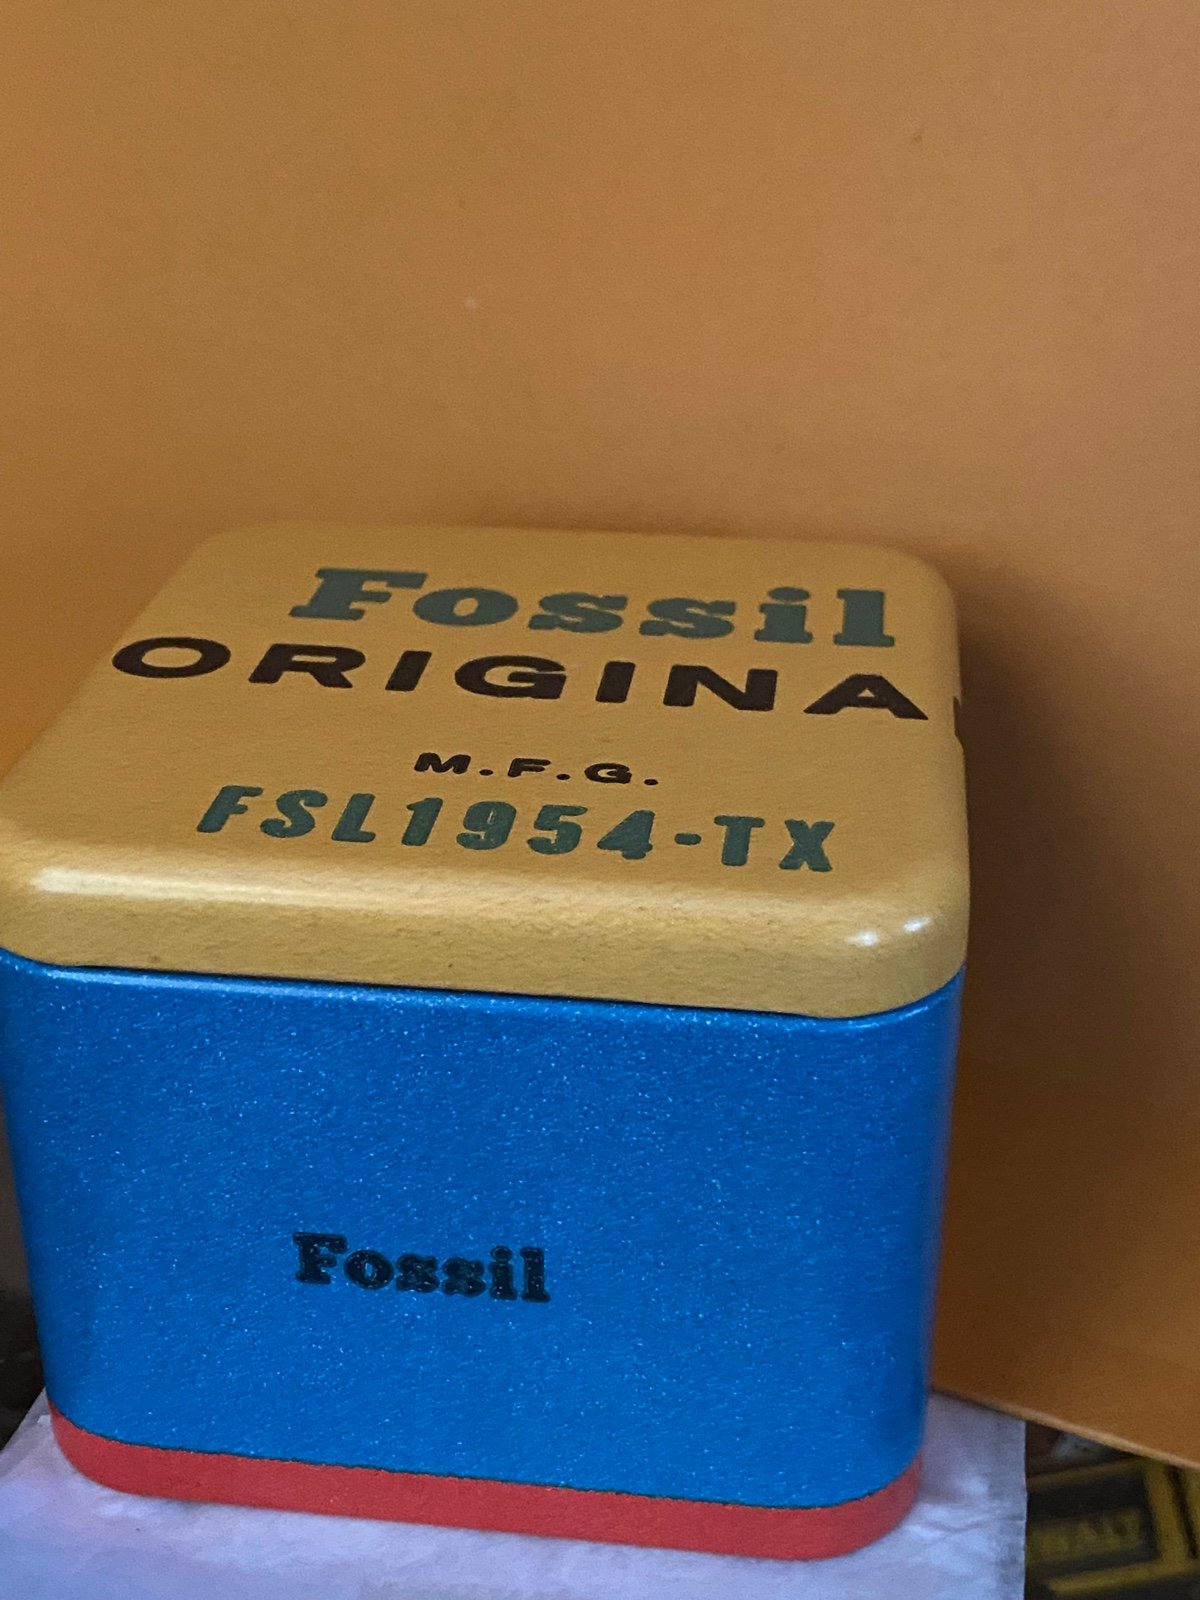 Fossil
ORIGINA
M.F.G.
FSL1954-TX
Fossil